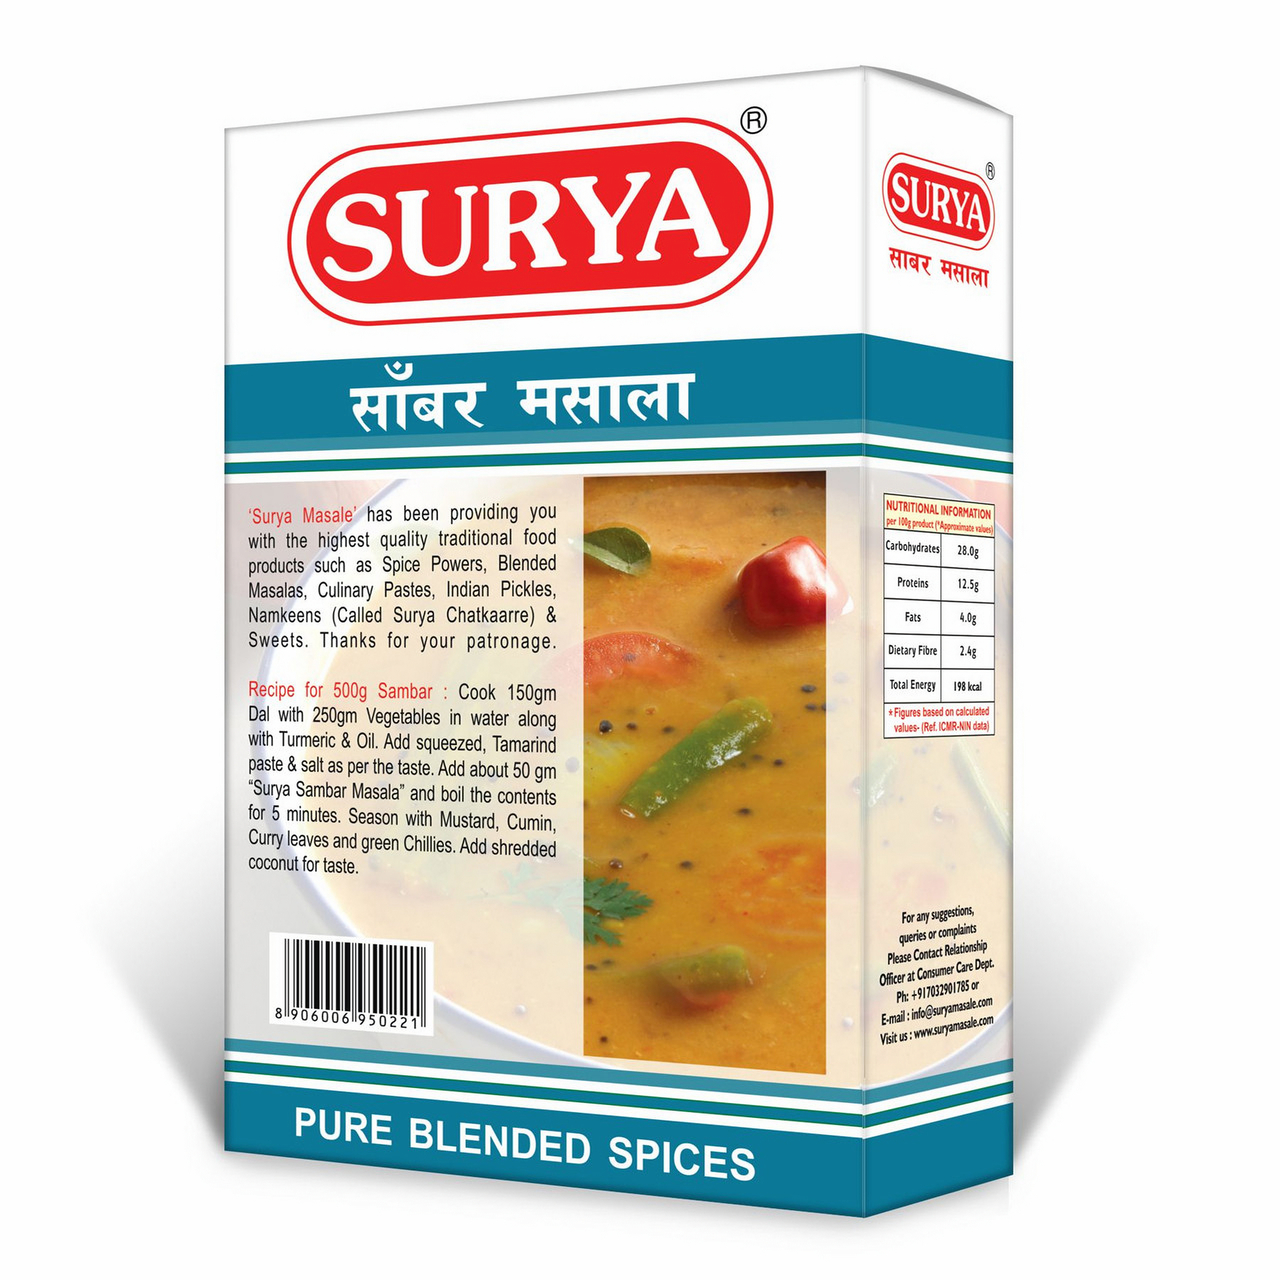 SURYA
®
साँबर मसाला
‘Surya Masale’ has been providing you
with the highest quality traditional food
products such as Spice Powers, Blended
Masalas, Culinary Pastes, Indian Pickles,
Namkeens (Called Surya Chatkaarre) &
Sweets. Thanks for your patronage.
Recipe for 500g Sambar : Cook 150gm
Dal with 250gm Vegetables in water along
with Turmeric & Oil. Add squeezed, Tamarind
paste & salt as per the taste. Add about 50 gm
“Surya Sambar Masala” and boil the contents
for 5 minutes. Season with Mustard, Cumin,
Curry leaves and green Chillies. Add shredded
coconut for taste.
8 906006 950221
PURE BLENDED SPICES
SURYA
®
साबर मसाला
NUTRITIONAL INFORMATION
per 100g product (*Approximate values)
Carbohydrates 28.0g
Proteins 12.5g
Fats 4.0g
Dietary Fibre 2.4g
Total Energy 198 kcal
*Figures based on calculated
values- (Ref. ICMR-NIN data)
For any suggestions,
queries or complaints
Please Contact Relationship
Officer at Consumer Care Dept.
Ph: +917032901785 or
E-mail : info@suryamasale.com
Visit us : www.suryamasale.com